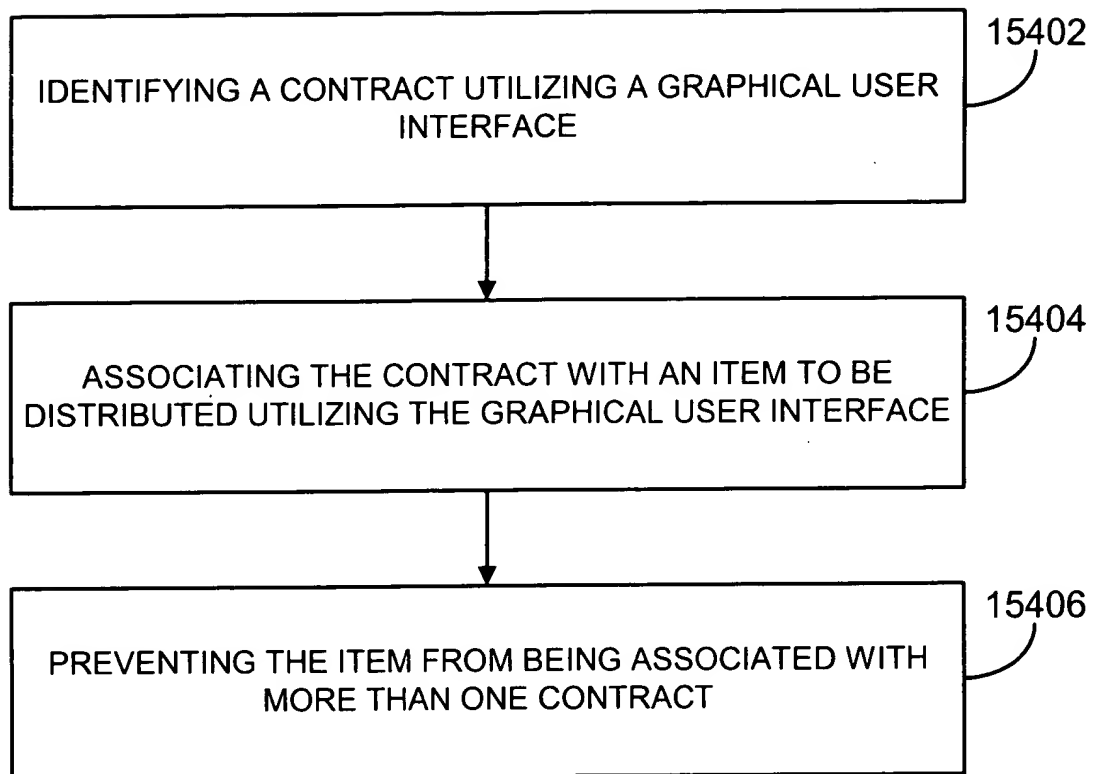 15402
IDENTIFYING A CONTRACT UTILIZING A GRAPHICAL USER
INTERFACE
15404
ASSOCIATING THE CONTRACT WITH AN ITEM TO BE
DISTRIBUTED UTILIZING THE GRAPHICAL USER INTERFACE
15406
PREVENTING THE ITEM FROM BEING ASSOCIATED WITH
MORE THAN ONE CONTRACT